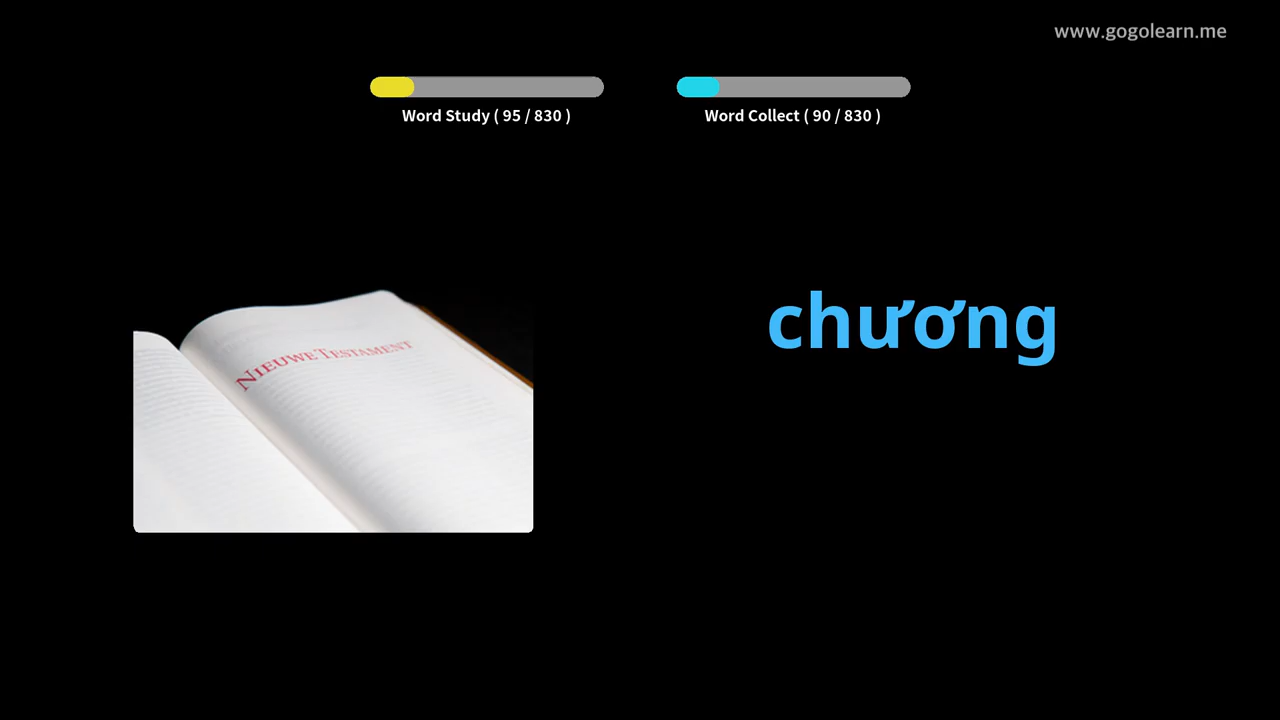 www.gogolearn.me
Word Study ( 95 / 830 )
Word Collect ( 90 / 830 )
NIEUWE TESTAMENT
chương